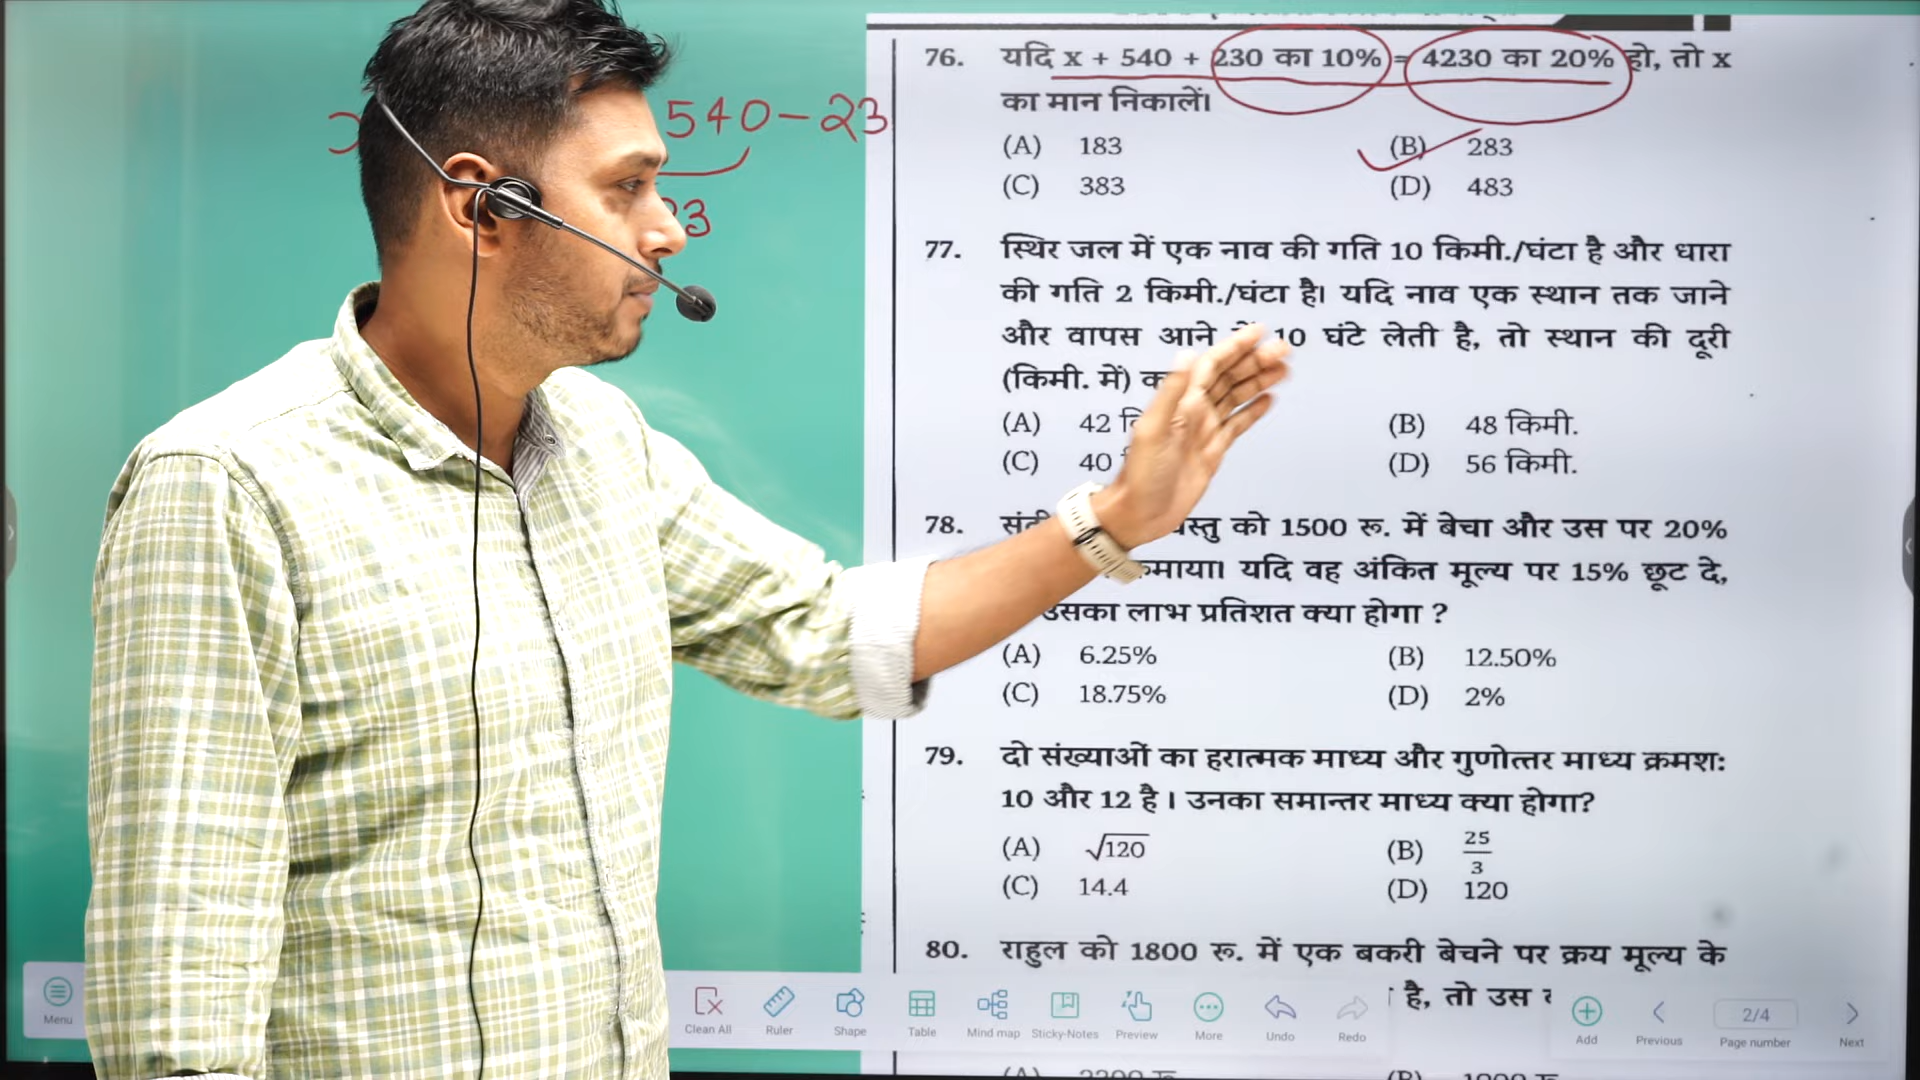 540-23
76. यदि x + 540 + 230 का 10% = 4230 का 20% हो, तो x
का मान निकालें।
(A) 183 (B) 283
(C) 383 (D) 483
77. स्थिर जल में एक नाव की गति 10 किमी./घंटा है और धारा
की गति 2 किमी./घंटा है। यदि नाव एक स्थान तक जाने
और वापस आने 10 घंटे लेती है, तो स्थान की दूरी
(किमी. में)
(A) 42 (B) 48 किमी.
(C) 40 (D) 56 किमी.
78. को 1500 रू. में बेचा और उस पर 20%
यदि वह अंकित मूल्य पर 15% छूट दे,
उसका लाभ प्रतिशत क्या होगा ?
(A) 6.25% (B) 12.50%
(C) 18.75% (D) 2%
79. दो संख्याओं का हरात्मक माध्य और गुणोत्तर माध्य क्रमश:
10 और 12 है । उनका समान्तर माध्य क्या होगा?
(A) √120 (B) 25/3
(C) 14.4 (D) 120
80. राहुल को 1800 रू. में एक बकरी बेचने पर क्रय मूल्य के
है, तो उस
Menu Clean All Ruler Shape Table Mind map Sticky-Notes Preview More Undo Redo Add Previous 2/4 Page number Next